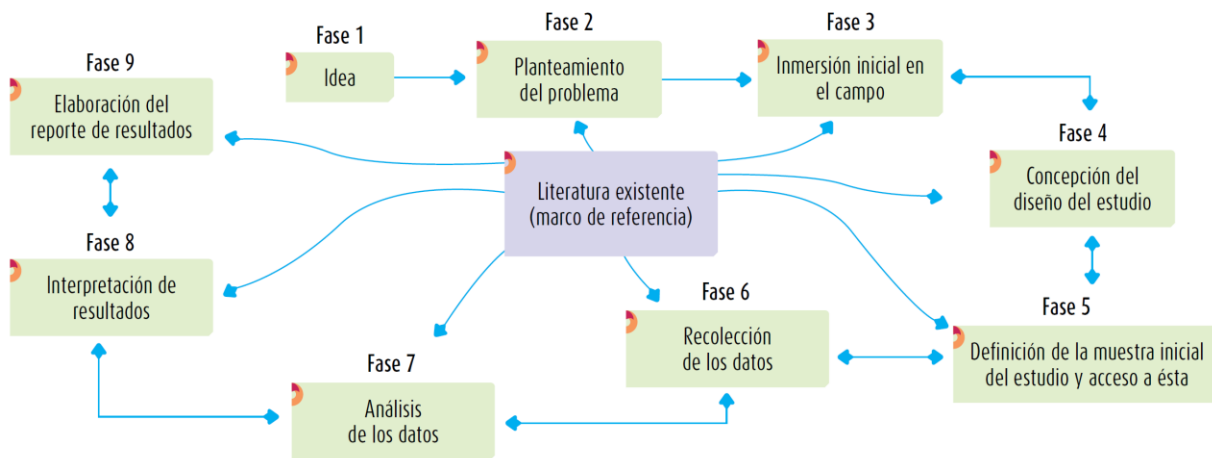 Fase 1
Idea
Fase 2
Planteamiento
del problema
Fase 3
Inmersión inicial en
el campo
Fase 4
Concepción del
diseño del estudio
Fase 5
Definición de la muestra inicial
del estudio y acceso a ésta
Fase 6
Recolección
de los datos
Fase 7
Análisis
de los datos
Fase 8
Interpretación de
resultados
Fase 9
Elaboración del
reporte de resultados
Literatura existente
(marco de referencia)